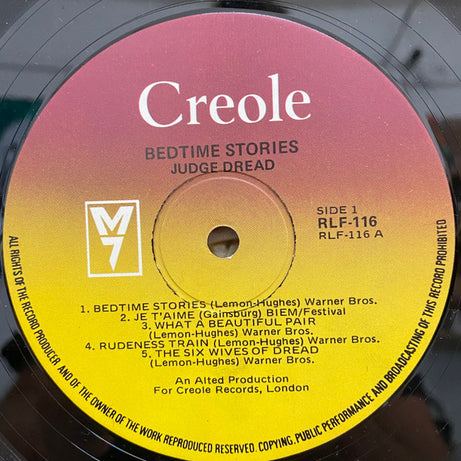 Creole
BEDTIME STORIES
JUDGE DREAD
M7
SIDE 1
RLF-116
RLF-116 A
1. BEDTIME STORIES (Lemon-Hughes) Warner Bros.
2. JE T'AIME (Gainsburg) BIEM/Festival
3. WHAT A BEAUTIFUL PAIR
(Lemon-Hughes) Warner Bros.
4. RUDENESS TRAIN (Lemon-Hughes) Warner Bros.
5. THE SIX WIVES OF DREAD
(Lemon-Hughes) Warner Bros.
An Alted Production
For Creole Records, London
ALL RIGHTS OF THE RECORD PRODUCER, AND OF THE OWNER OF THE WORK REPRODUCED RESERVED. COPYING, PUBLIC PERFORMANCE AND BROADCASTING OF THIS RECORD PROHIBITED